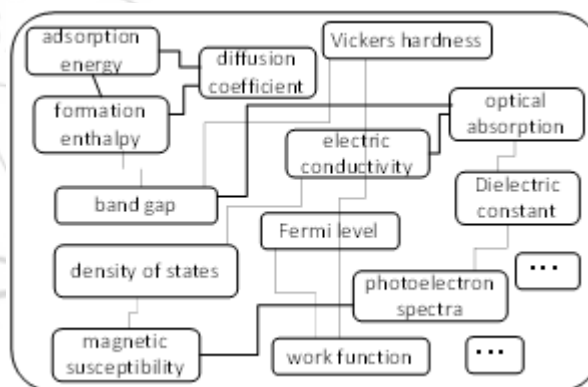 adsorption
energy
diffusion
coefficient
Vickers hardness
formation
enthalpy
optical
absorption
electric
conductivity
band gap
Dielectric
constant
Fermi level
density of states
...
photoelectron
spectra
magnetic
susceptibility
work function
...